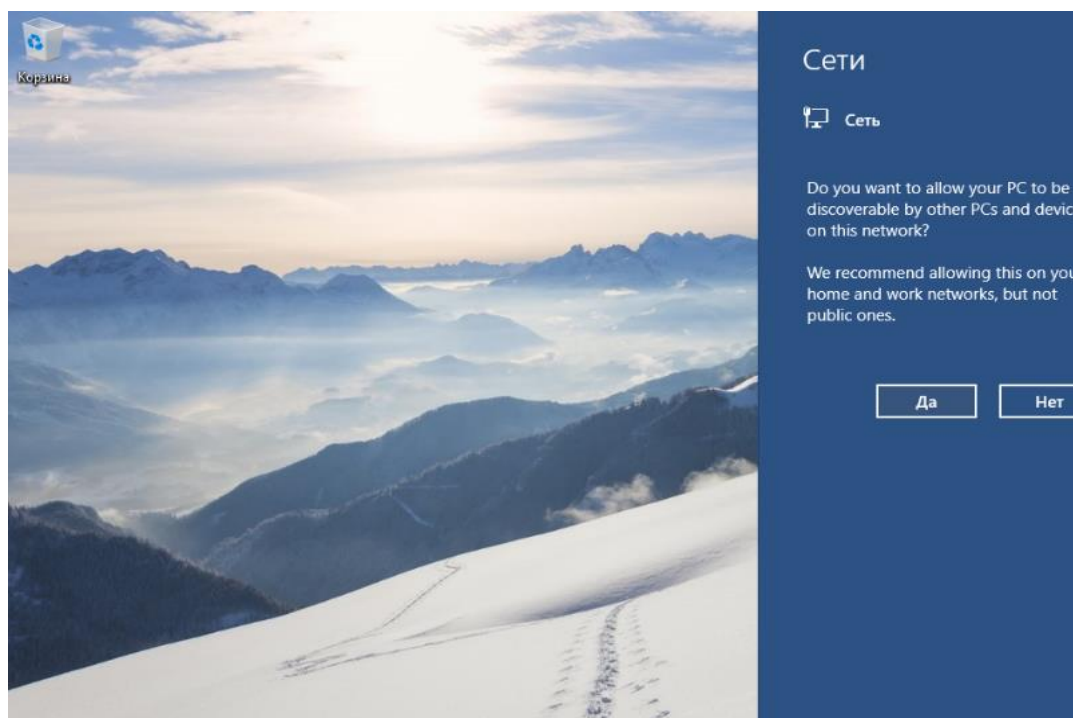 Корзина
Сети
Сеть
Do you want to allow your PC to be
discoverable by other PCs and devic
on this network?
We recommend allowing this on you
home and work networks, but not
public ones.
Да
Нет